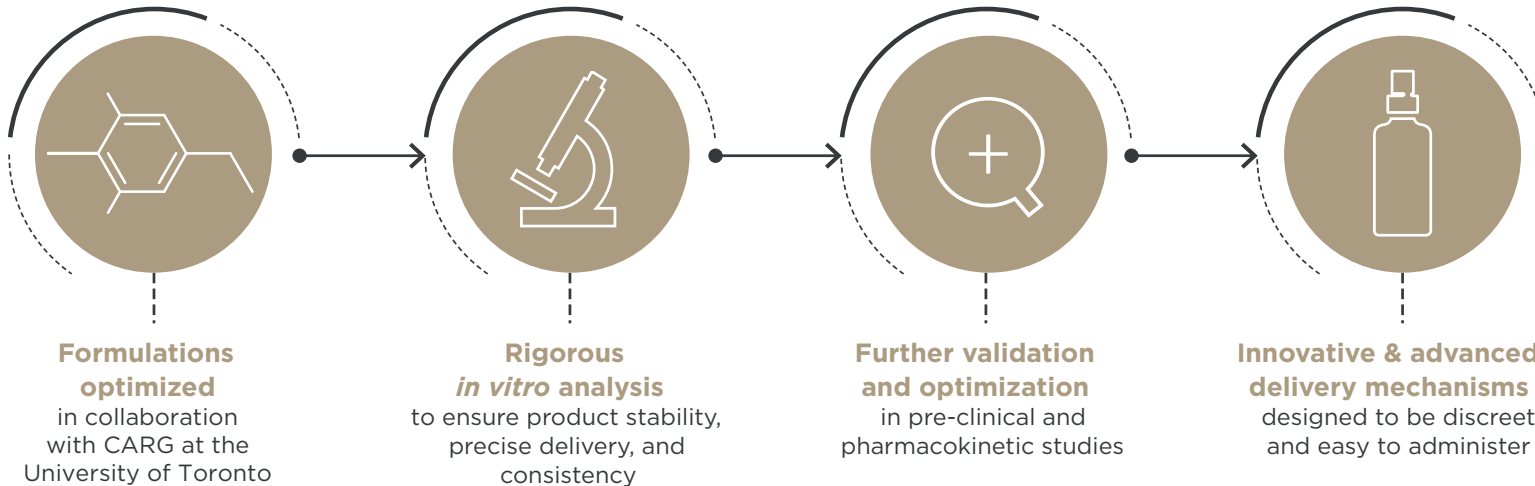 Formulations
optimized
in collaboration
with CARG at the
University of Toronto
Rigorous
in vitro analysis
to ensure product stability,
precise delivery, and
consistency
Further validation
and optimization
in pre-clinical and
pharmacokinetic studies
Innovative & advanced
delivery mechanisms
designed to be discreet
and easy to administer